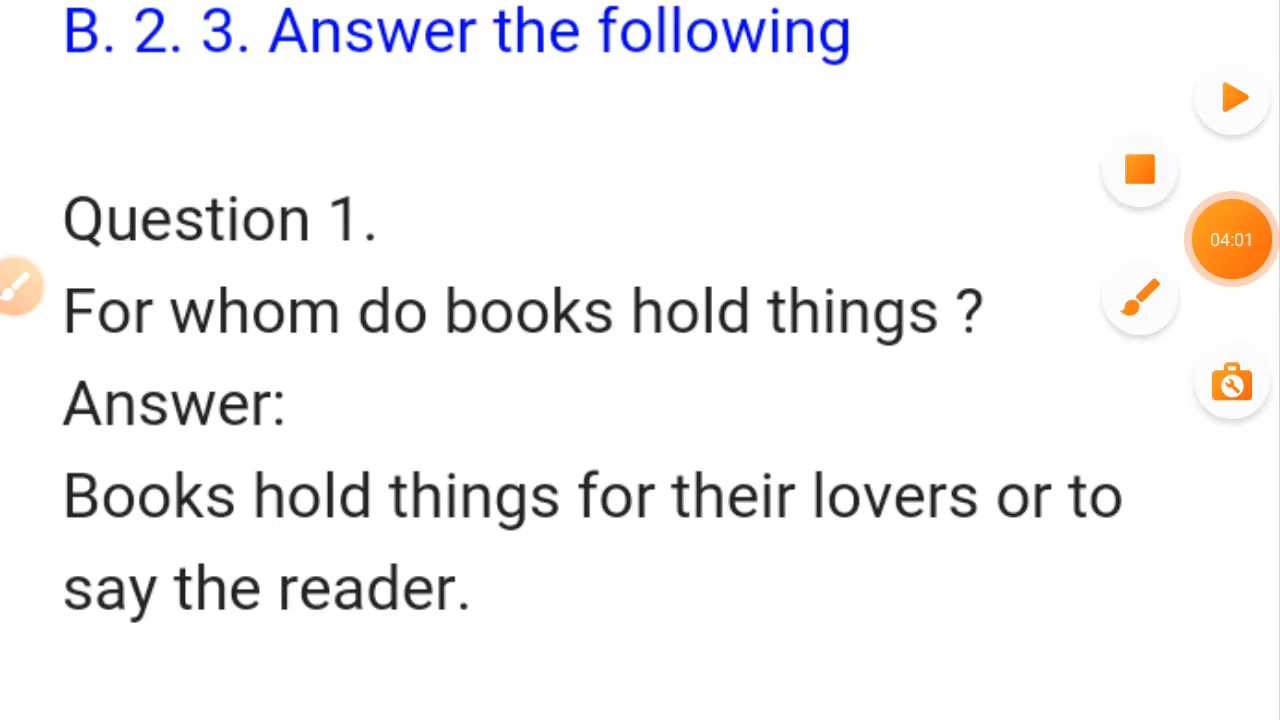 B. 2. 3. Answer the following
Question 1.
For whom do books hold things ?
Answer:
Books hold things for their lovers or to
say the reader.
04:01